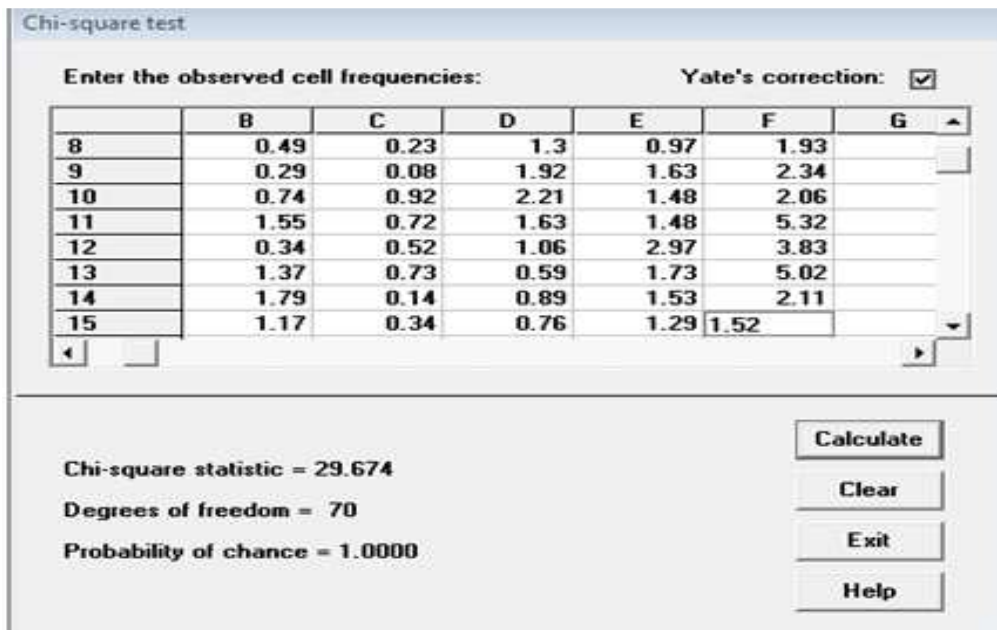 Chi-square test
Enter the observed cell frequencies: Yate's correction:
B C D E F G
8 0.49 0.23 1.3 0.97 1.93
9 0.29 0.08 1.92 1.63 2.34
10 0.74 0.92 2.21 1.48 2.06
11 1.55 0.72 1.63 1.48 5.32
12 0.34 0.52 1.06 2.97 3.83
13 1.37 0.73 0.59 1.73 5.02
14 1.79 0.14 0.89 1.53 2.11
15 1.17 0.34 0.76 1.29 1.52
Calculate
Chi-square statistic = 29.674
Clear
Degrees of freedom = 70
Exit
Probability of chance = 1.0000
Help